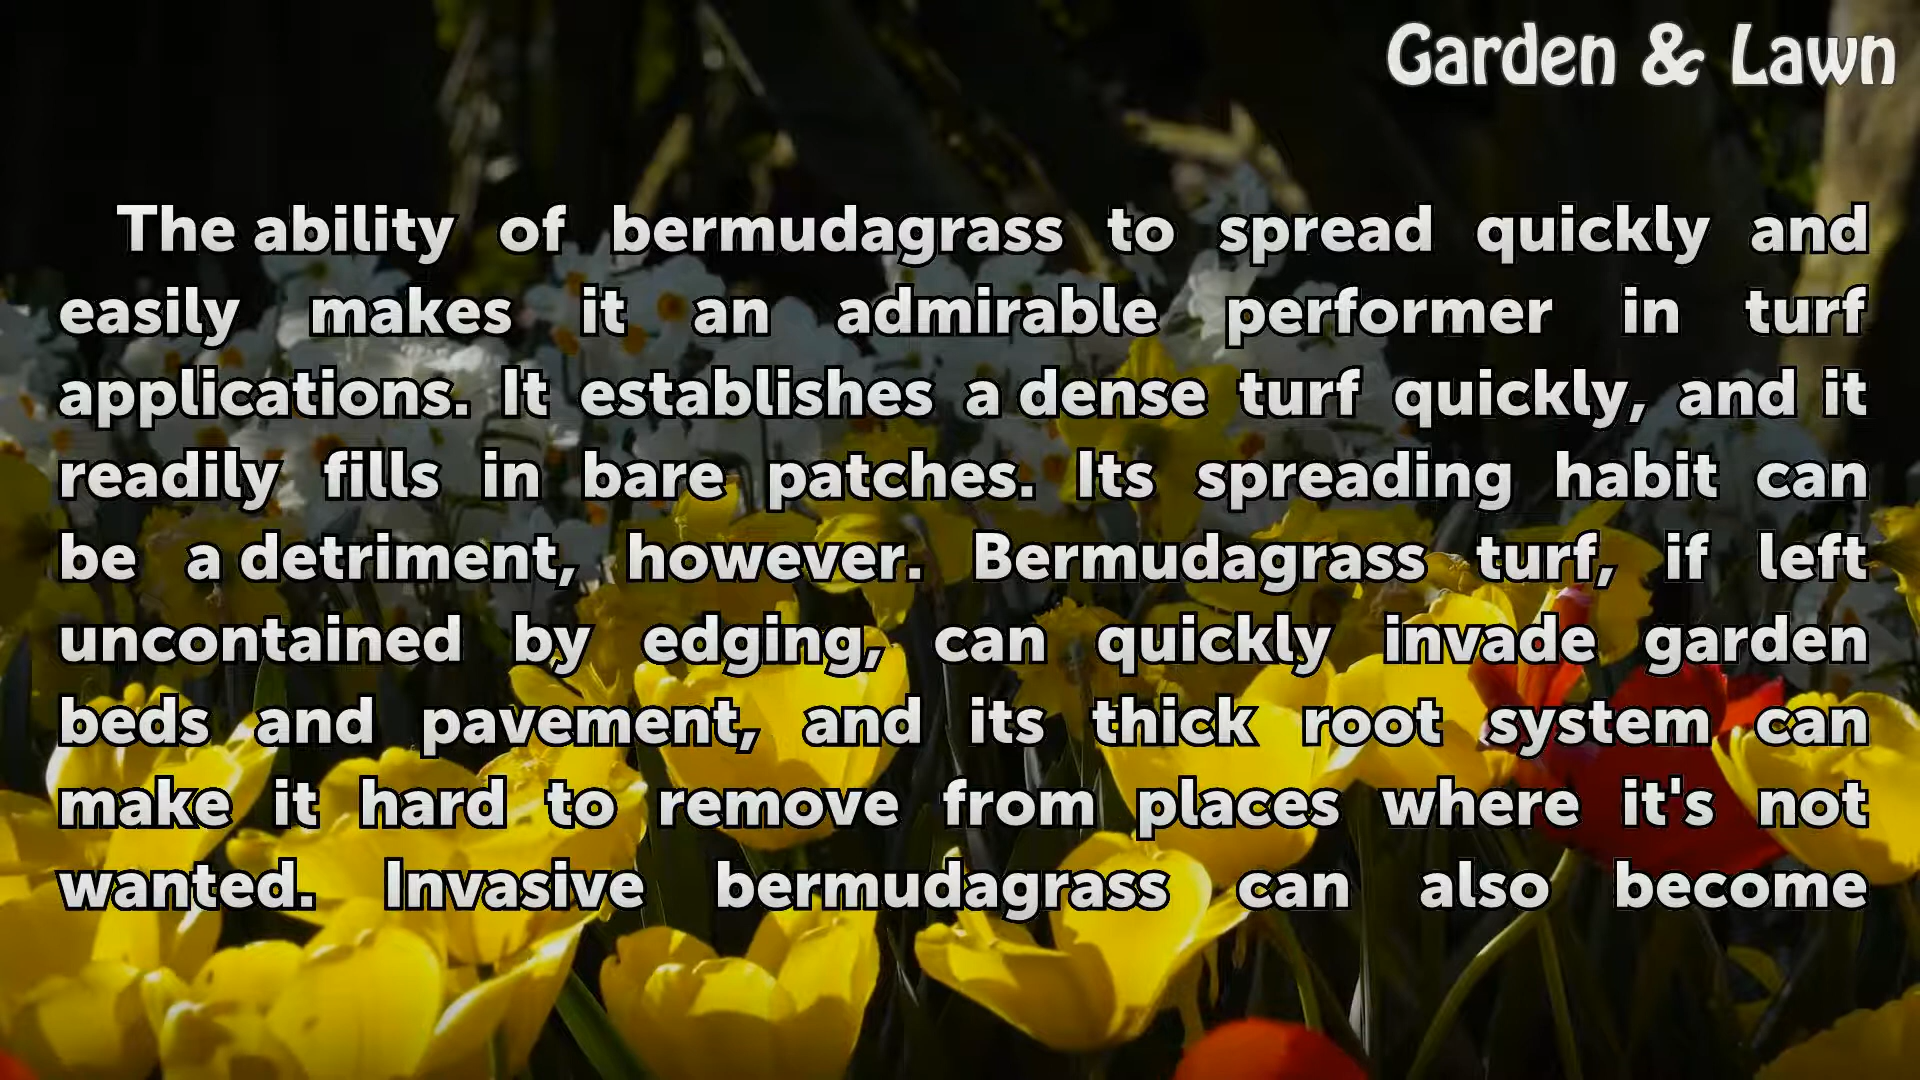 Garden & Lawn
The ability of bermudagrass to spread quickly and
easily makes it an admirable performer in turf
applications. It establishes a dense turf quickly, and it
readily fills in bare patches. Its spreading habit can
be a detriment, however. Bermudagrass turf, if left
uncontained by edging, can quickly invade garden
beds and pavement, and its thick root system can
make it hard to remove from places where it's not
wanted. Invasive bermudagrass can also become